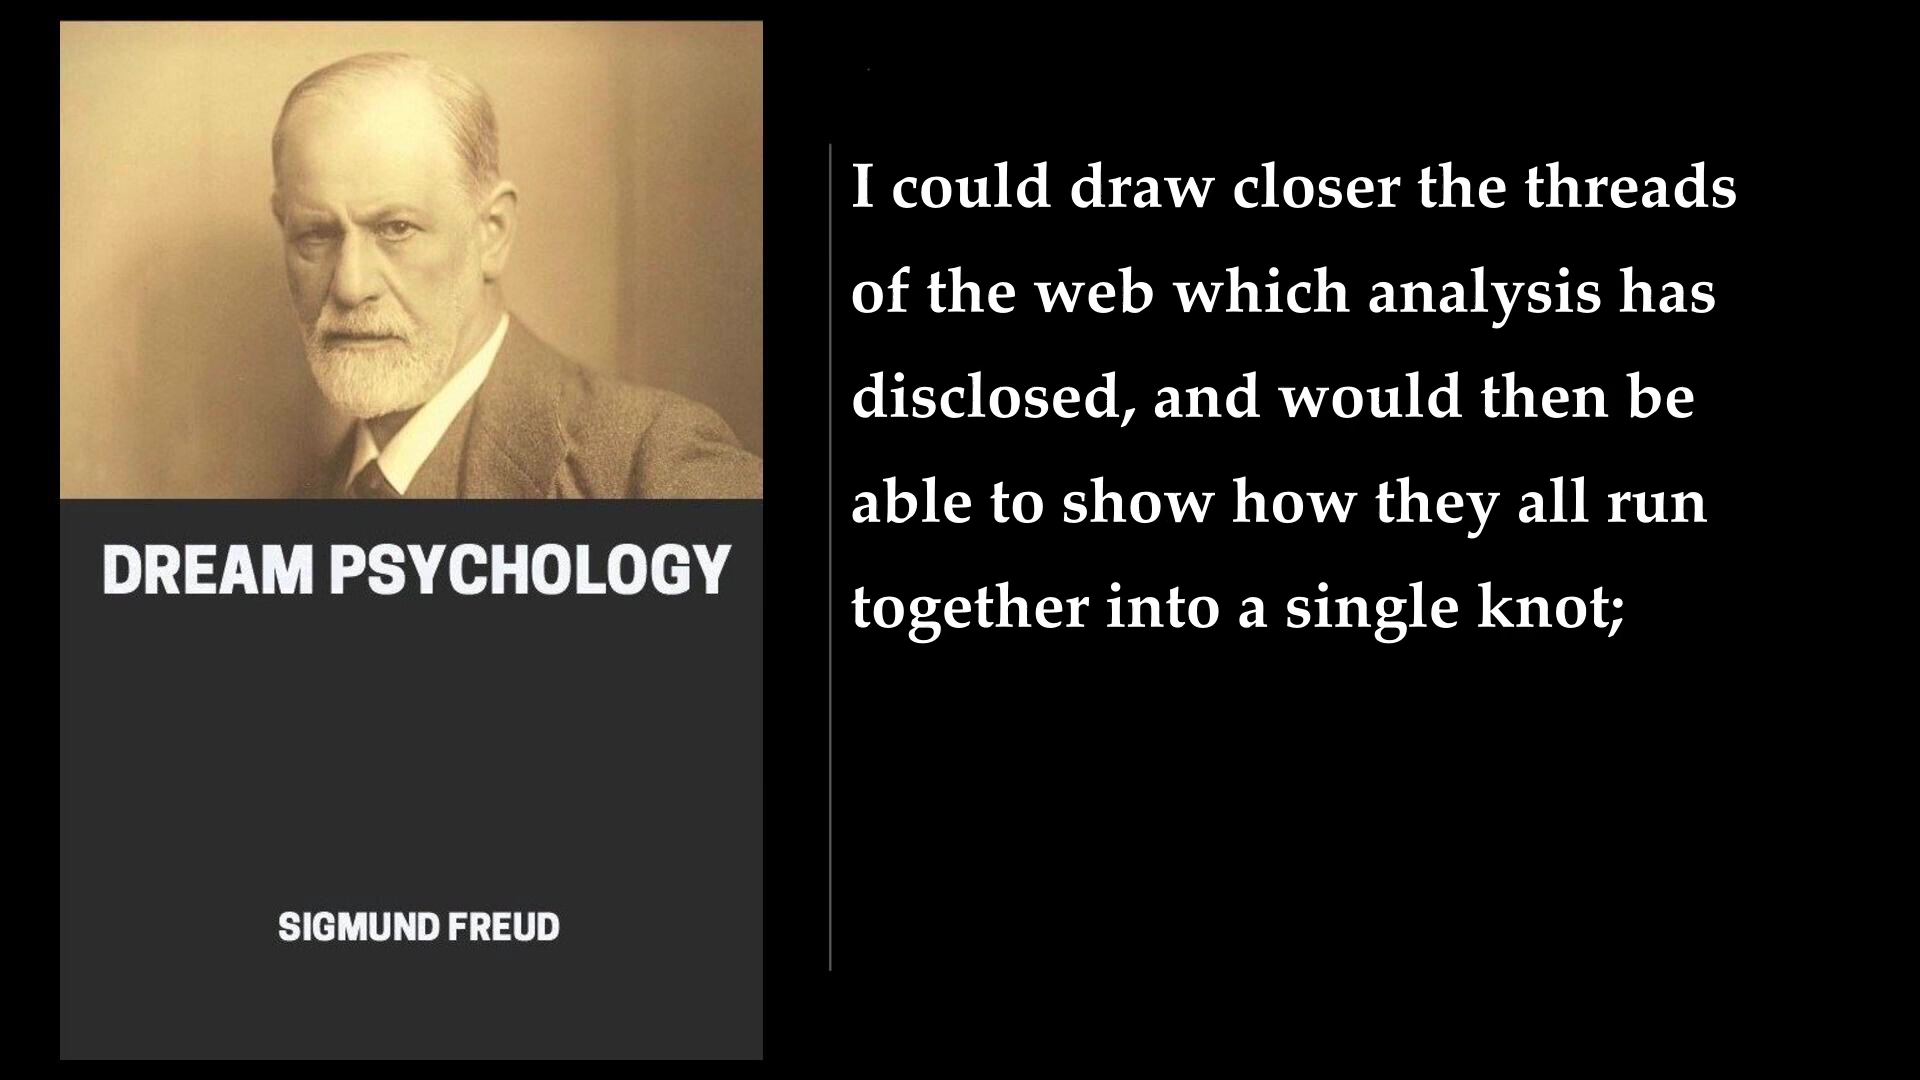 DREAM PSYCHOLOGY
SIGMUND FREUD
I could draw closer the threads
of the web which analysis has
disclosed, and would then be
able to show how they all run
together into a single knot;